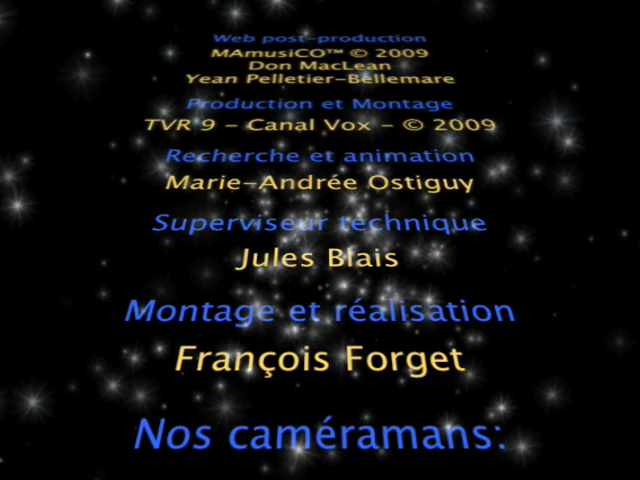 Web post-production
MAmusiCO™ © 2009
Don MacLean
Yean Pelletier-Bellemare
Production et Montage
TVR 9 - Canal Vox - © 2009
Recherche et animation
Marie-Andrée Ostiguy
Superviseur technique
Jules Blais
Montage et réalisation
François Forget
Nos caméramans: